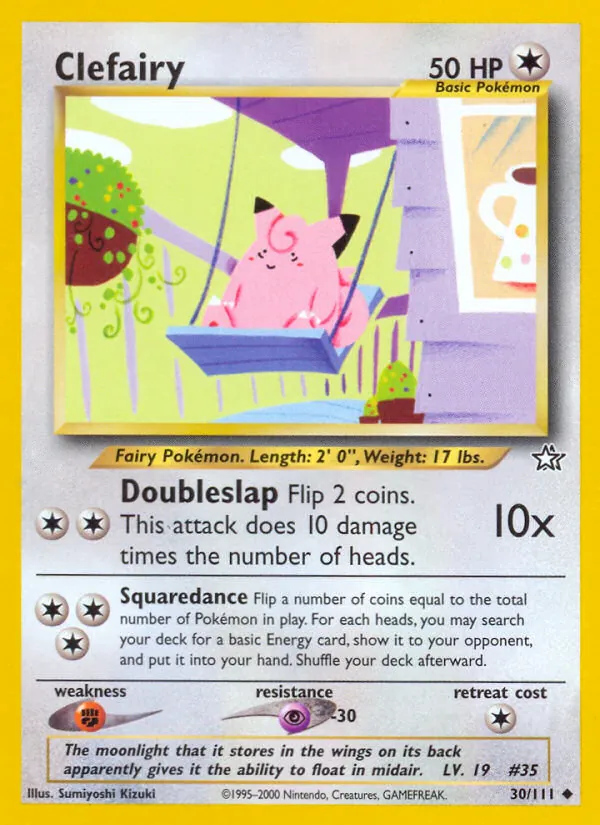 Clefairy
50 HP
Basic Pokémon
Fairy Pokémon. Length: 2' 0", Weight: 17 lbs.
Doubleslap Flip 2 coins.
This attack does 10 damage
times the number of heads.
10x
Squaredance Flip a number of coins equal to the total
number of Pokémon in play. For each heads, you may search
your deck for a basic Energy card, show it to your opponent,
and put it into your hand. Shuffle your deck afterward.
weakness
resistance
retreat cost
-30
The moonlight that it stores in the wings on its back
apparently gives it the ability to float in midair. LV. 19 #35
Illus. Sumiyoshi Kizuki
©1995–2000 Nintendo, Creatures, GAMEFREAK.
30/111